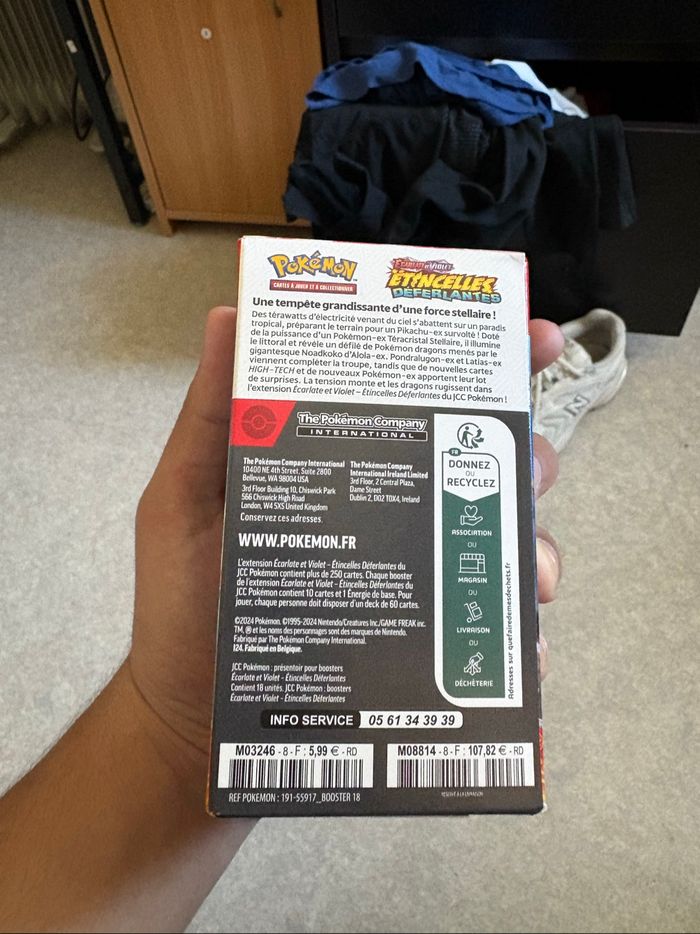 POKéMON
CARTES À JOUER ET À COLLECTIONNER
ÉCARLATE ET VIOLET
ÉTINCELLES
DÉFERLANTES
Une tempête grandissante d'une force stellaire !
Des térawatts d'électricité venant du ciel s'abattent sur un paradis
tropical, préparant le terrain pour un Pikachu-ex survolté ! Doté
de la puissance d'un Pokémon-ex Téracristal Stellaire, il illumine
le littoral et révèle un défilé de Pokémon dragons menés par le
gigantesque Noadkoko d'Alola-ex. Pondralugon-ex et Latias-ex
viennent compléter la troupe, tandis que de nouvelles cartes
HIGH-TECH et de nouveaux Pokémon-ex apportent leur lot
de surprises. La tension monte et les dragons rugissent dans
l'extension Écarlate et Violet – Étincelles Déferlantes du JCC Pokémon !
The Pokémon Company
INTERNATIONAL
The Pokémon Company International
10400 NE 4th Street, Suite 2800
Bellevue, WA 98004 USA
3rd Floor Building 10, Chiswick Park
566 Chiswick High Road
London, W4 5XS United Kingdom
Conservez ces adresses.
The Pokémon Company
International Ireland Limited
3rd Floor, 2 Central Plaza,
Dame Street
Dublin 2, D02 T0X4, Ireland
WWW.POKEMON.FR
L'extension Écarlate et Violet – Étincelles Déferlantes du
JCC Pokémon contient plus de 250 cartes. Chaque booster
de l'extension Écarlate et Violet – Étincelles Déferlantes du
JCC Pokémon contient 10 cartes et 1 Énergie de base. Pour
jouer, chaque personne doit disposer d'un deck de 60 cartes.
©2024 Pokémon. ©1995-2024 Nintendo/Creatures Inc./GAME FREAK inc.
TM, ® et les noms des personnages sont des marques de Nintendo.
Fabriqué par The Pokémon Company International.
124. Fabriqué en Belgique.
JCC Pokémon : présentoir pour boosters
Écarlate et Violet – Étincelles Déferlantes
Contient 18 unités. JCC Pokémon : boosters
Écarlate et Violet – Étincelles Déferlantes
FR
DONNEZ
OU
RECYCLEZ
ASSOCIATION
OU
MAGASIN
OU
LIVRAISON
OU
DÉCHÈTERIE
Adresses sur quefairedemesdechets.fr
INFO SERVICE 05 61 34 39 39
M03246 - 8 - F : 5,99 € - RD
M08814 - 8 - F : 107,82 € - RD
REF POKEMON : 191-55917_BOOSTER 18
RÉSERVÉ À LA LIVRAISON
N